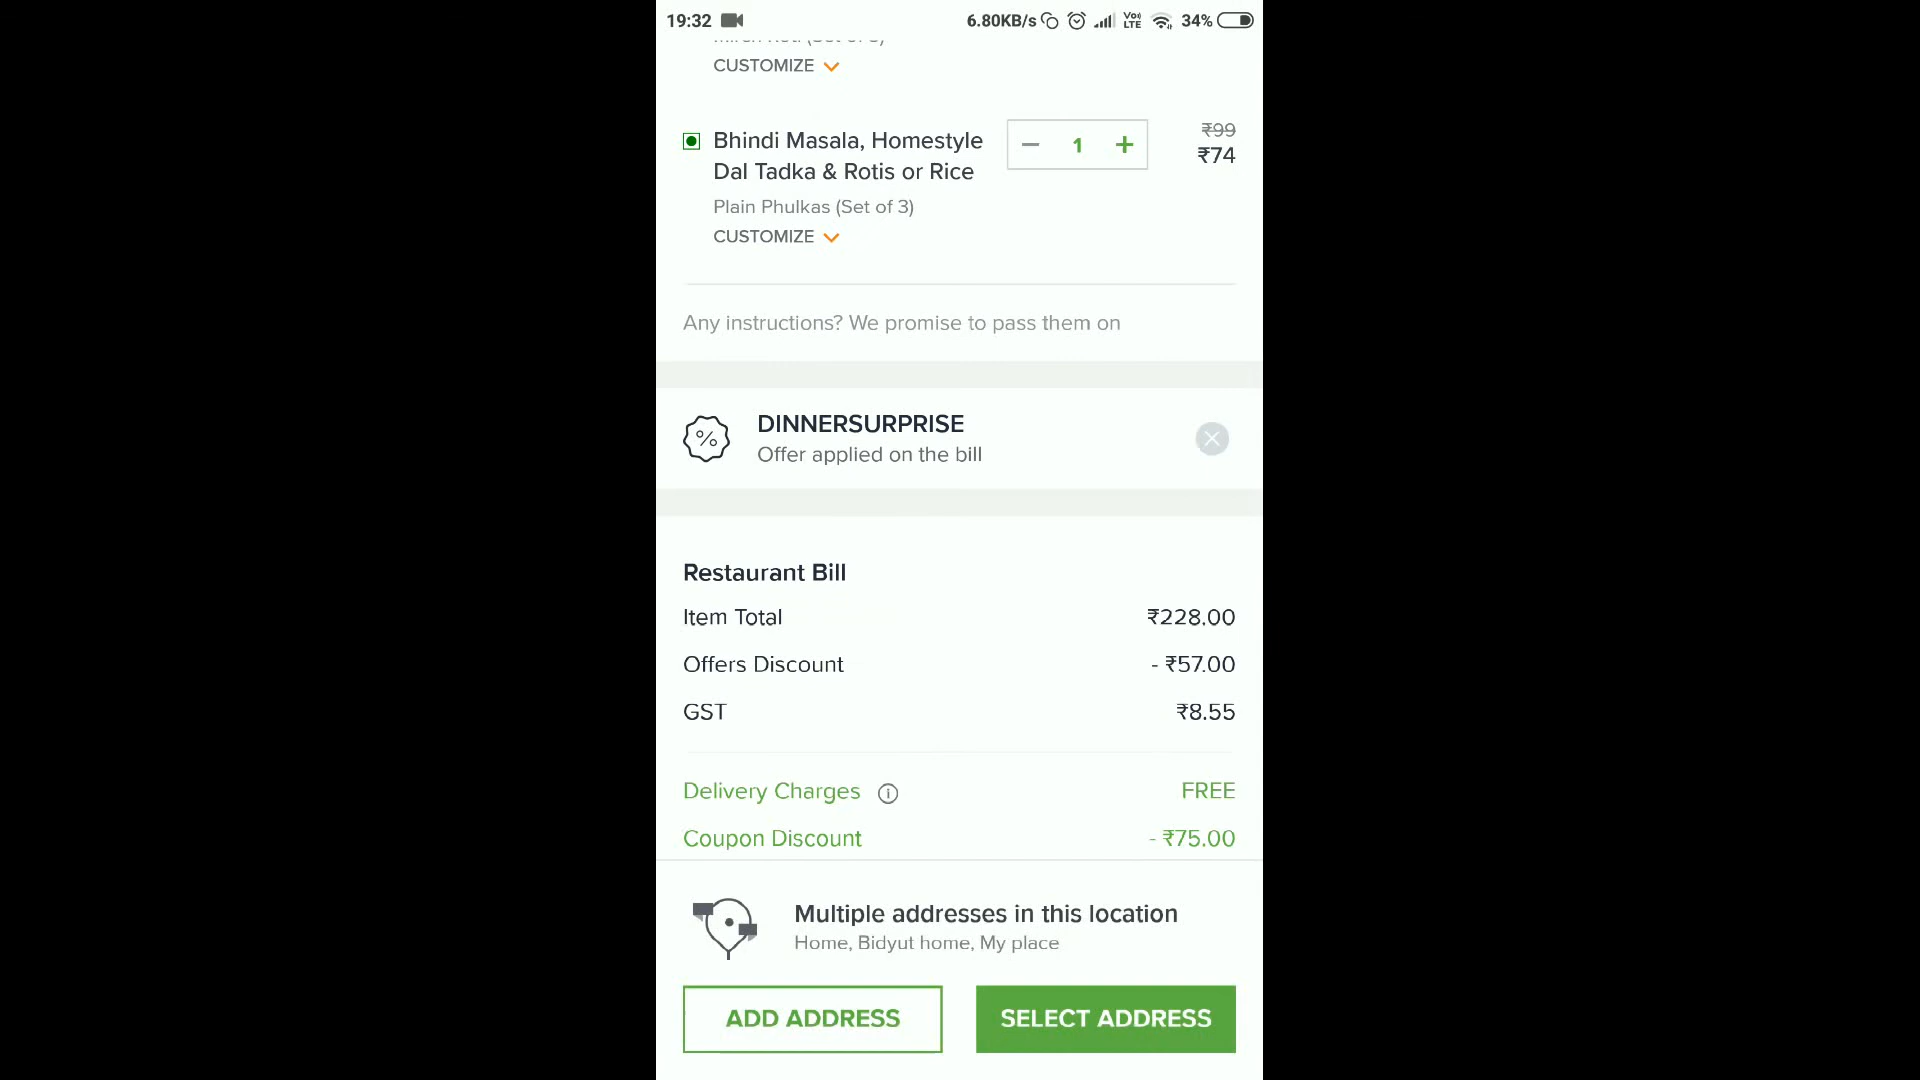 19:32 6.80KB/s Vo) LTE 34%
CUSTOMIZE
Bhindi Masala, Homestyle
Dal Tadka & Rotis or Rice
− 1 +
₹99
₹74
Plain Phulkas (Set of 3)
CUSTOMIZE
Any instructions? We promise to pass them on
DINNERSURPRISE
Offer applied on the bill
Restaurant Bill
Item Total ₹228.00
Offers Discount - ₹57.00
GST ₹8.55
Delivery Charges FREE
Coupon Discount - ₹75.00
Multiple addresses in this location
Home, Bidyut home, My place
ADD ADDRESS SELECT ADDRESS